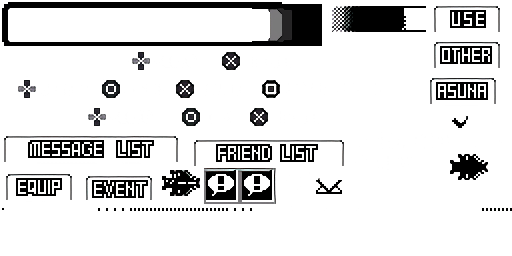 USE
OTHER
ASUNA
MESSAGE LIST
FRIEND LIST
EQUIP
EVENT
! !